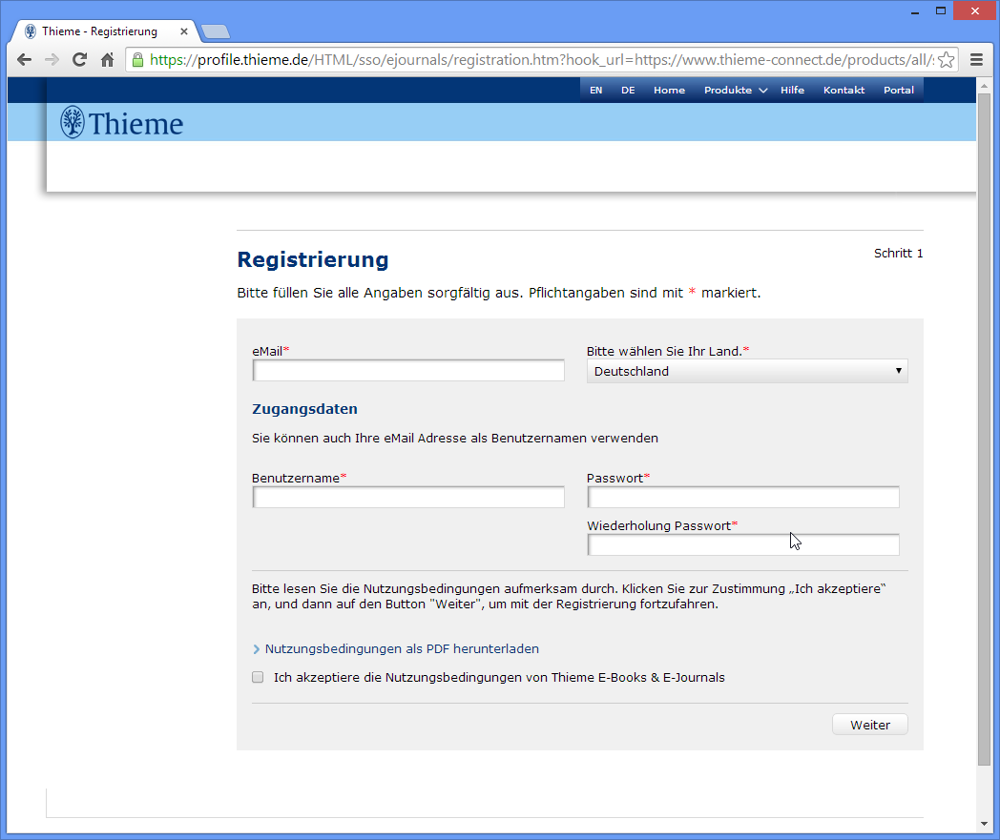 Thieme - Registrierung
https://profile.thieme.de/HTML/sso/ejournals/registration.htm?hook_url=https://www.thieme-connect.de/products/all/
EN DE Home Produkte Hilfe Kontakt Portal
Thieme
Registrierung
Schritt 1
Bitte füllen Sie alle Angaben sorgfältig aus. Pflichtangaben sind mit * markiert.
eMail* Bitte wählen Sie Ihr Land.*
Deutschland
Zugangsdaten
Sie können auch Ihre eMail Adresse als Benutzernamen verwenden
Benutzername* Passwort*
Wiederholung Passwort*
Bitte lesen Sie die Nutzungsbedingungen aufmerksam durch. Klicken Sie zur Zustimmung „Ich akzeptiere“
an, und dann auf den Button "Weiter", um mit der Registrierung fortzufahren.
Nutzungsbedingungen als PDF herunterladen
Ich akzeptiere die Nutzungsbedingungen von Thieme E-Books & E-Journals
Weiter